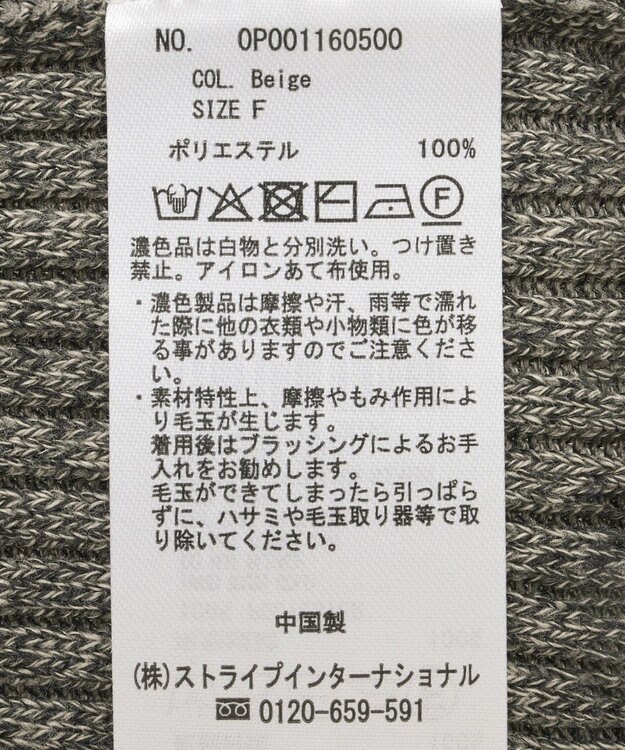 NO. 0P001160500
COL. Beige
SIZE F
ポリエステル 100%
F
濃色品は白物と分別洗い。つけ置き
禁止。アイロンあて布使用。
・濃色製品は摩擦や汗、雨等で濡れ
た際に他の衣類や小物類に色が移
る事がありますのでご注意くださ
い。
・素材特性上、摩擦やもみ作用によ
り毛玉が生じます。
着用後はブラッシングによるお手
入れをお勧めします。
毛玉ができてしまったら引っぱら
ずに、ハサミや毛玉取り器等で取
り除いてください。
中国製
(株)ストライプインターナショナル
0120-659-591